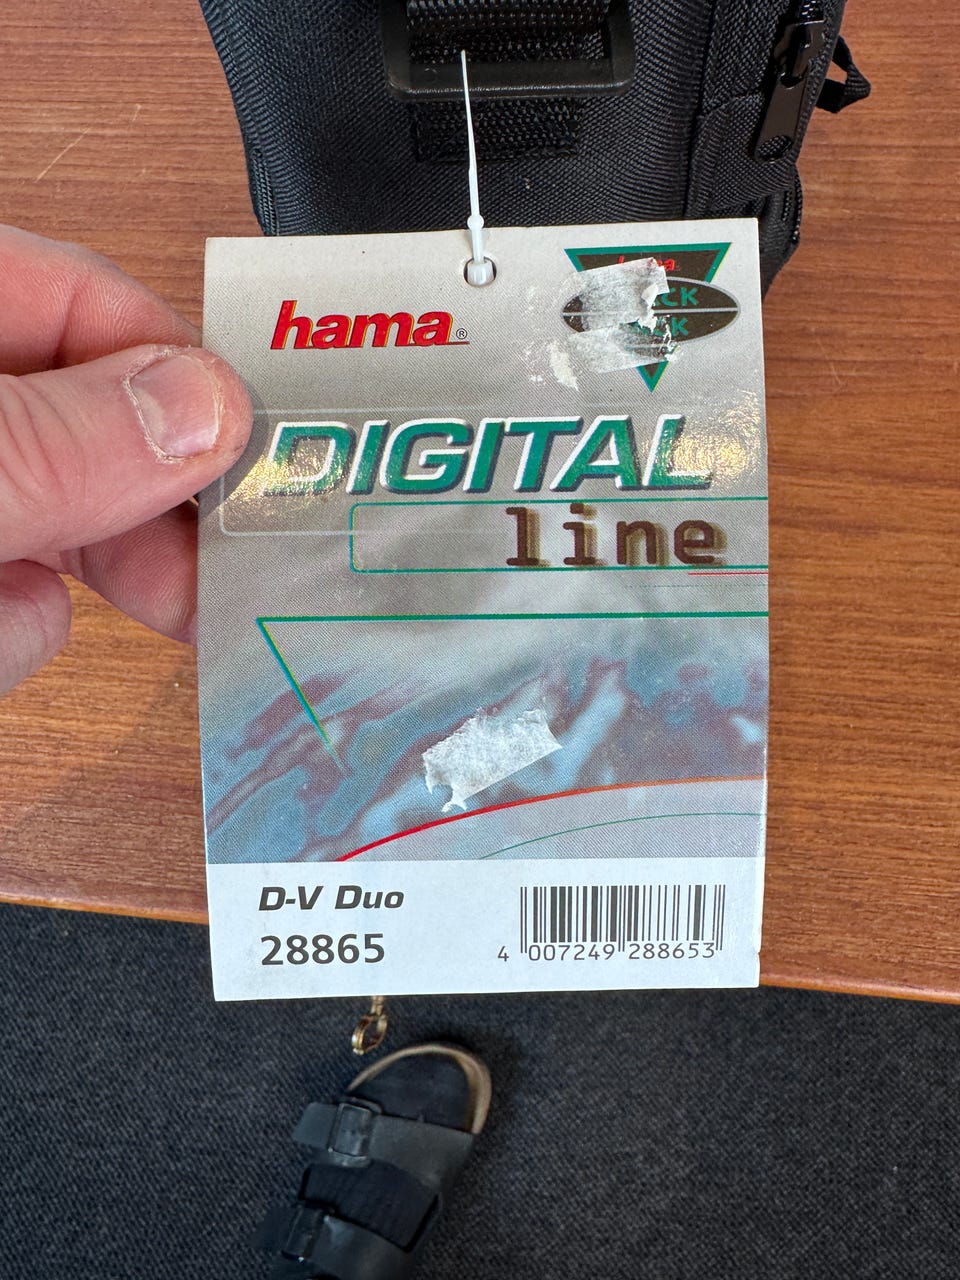 hama®
DIGITAL
line
D-V Duo
28865
4 007249 288653